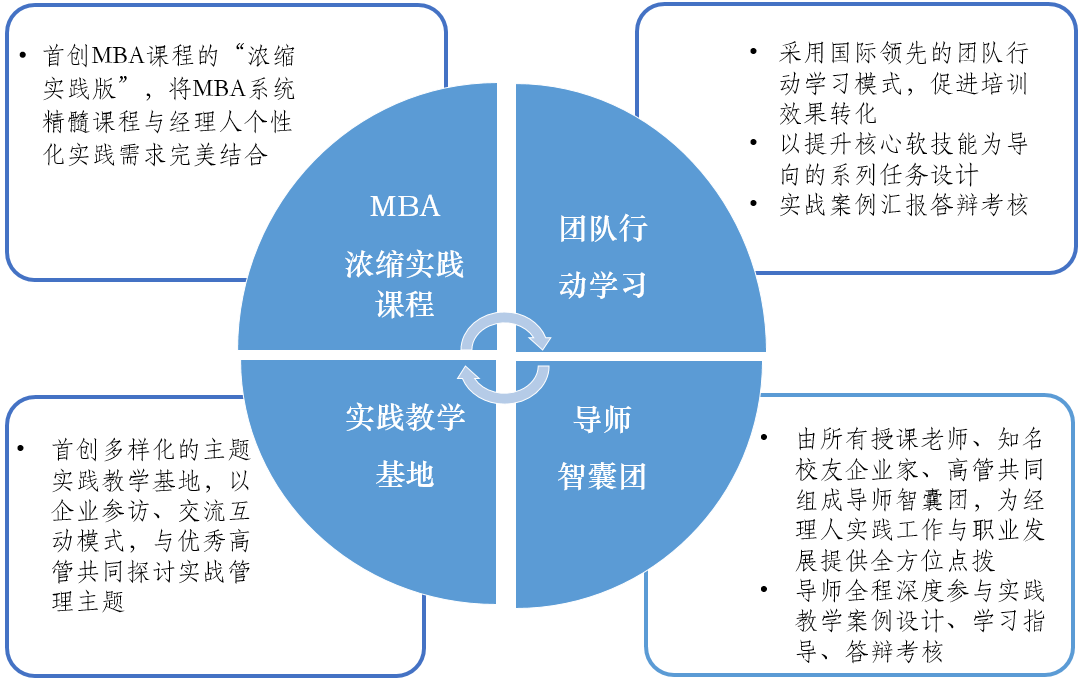 • 首创MBA课程的“浓缩
实践版”，将MBA系统
精髓课程与经理人个性
化实践需求完美结合
• 采用国际领先的团队行
动学习模式，促进培训
效果转化
• 以提升核心软技能为导
向的系列任务设计
• 实战案例汇报答辩考核
MBA
浓缩实践
课程
团队行
动学习
实践教学
基地
导师
智囊团
• 首创多样化的主题
实践教学基地，以
企业参访、交流互
动模式，与优秀高
管共同探讨实战管
理主题
• 由所有授课老师、知名
校友企业家、高管共同
组成导师智囊团，为经
理人实践工作与职业发
展提供全方位点拨
• 导师全程深度参与实践
教学案例设计、学习指
导、答辩考核